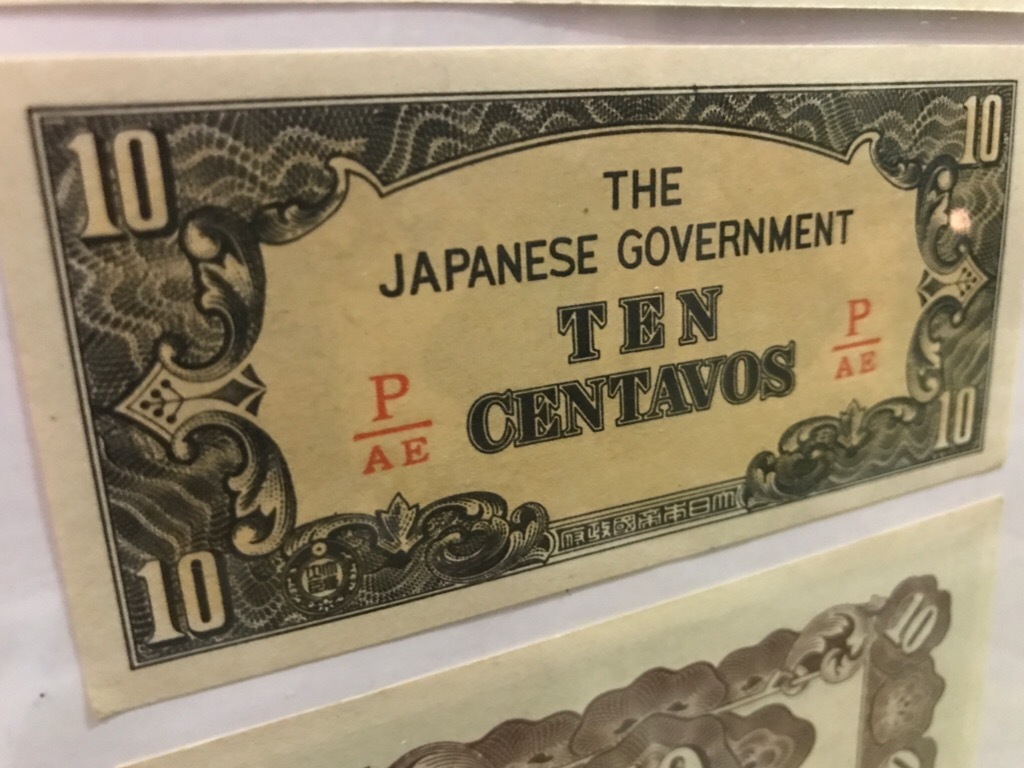 10 10
THE
JAPANESE GOVERNMENT
TEN
CENTAVOS
P P
AE AE
10 10
10